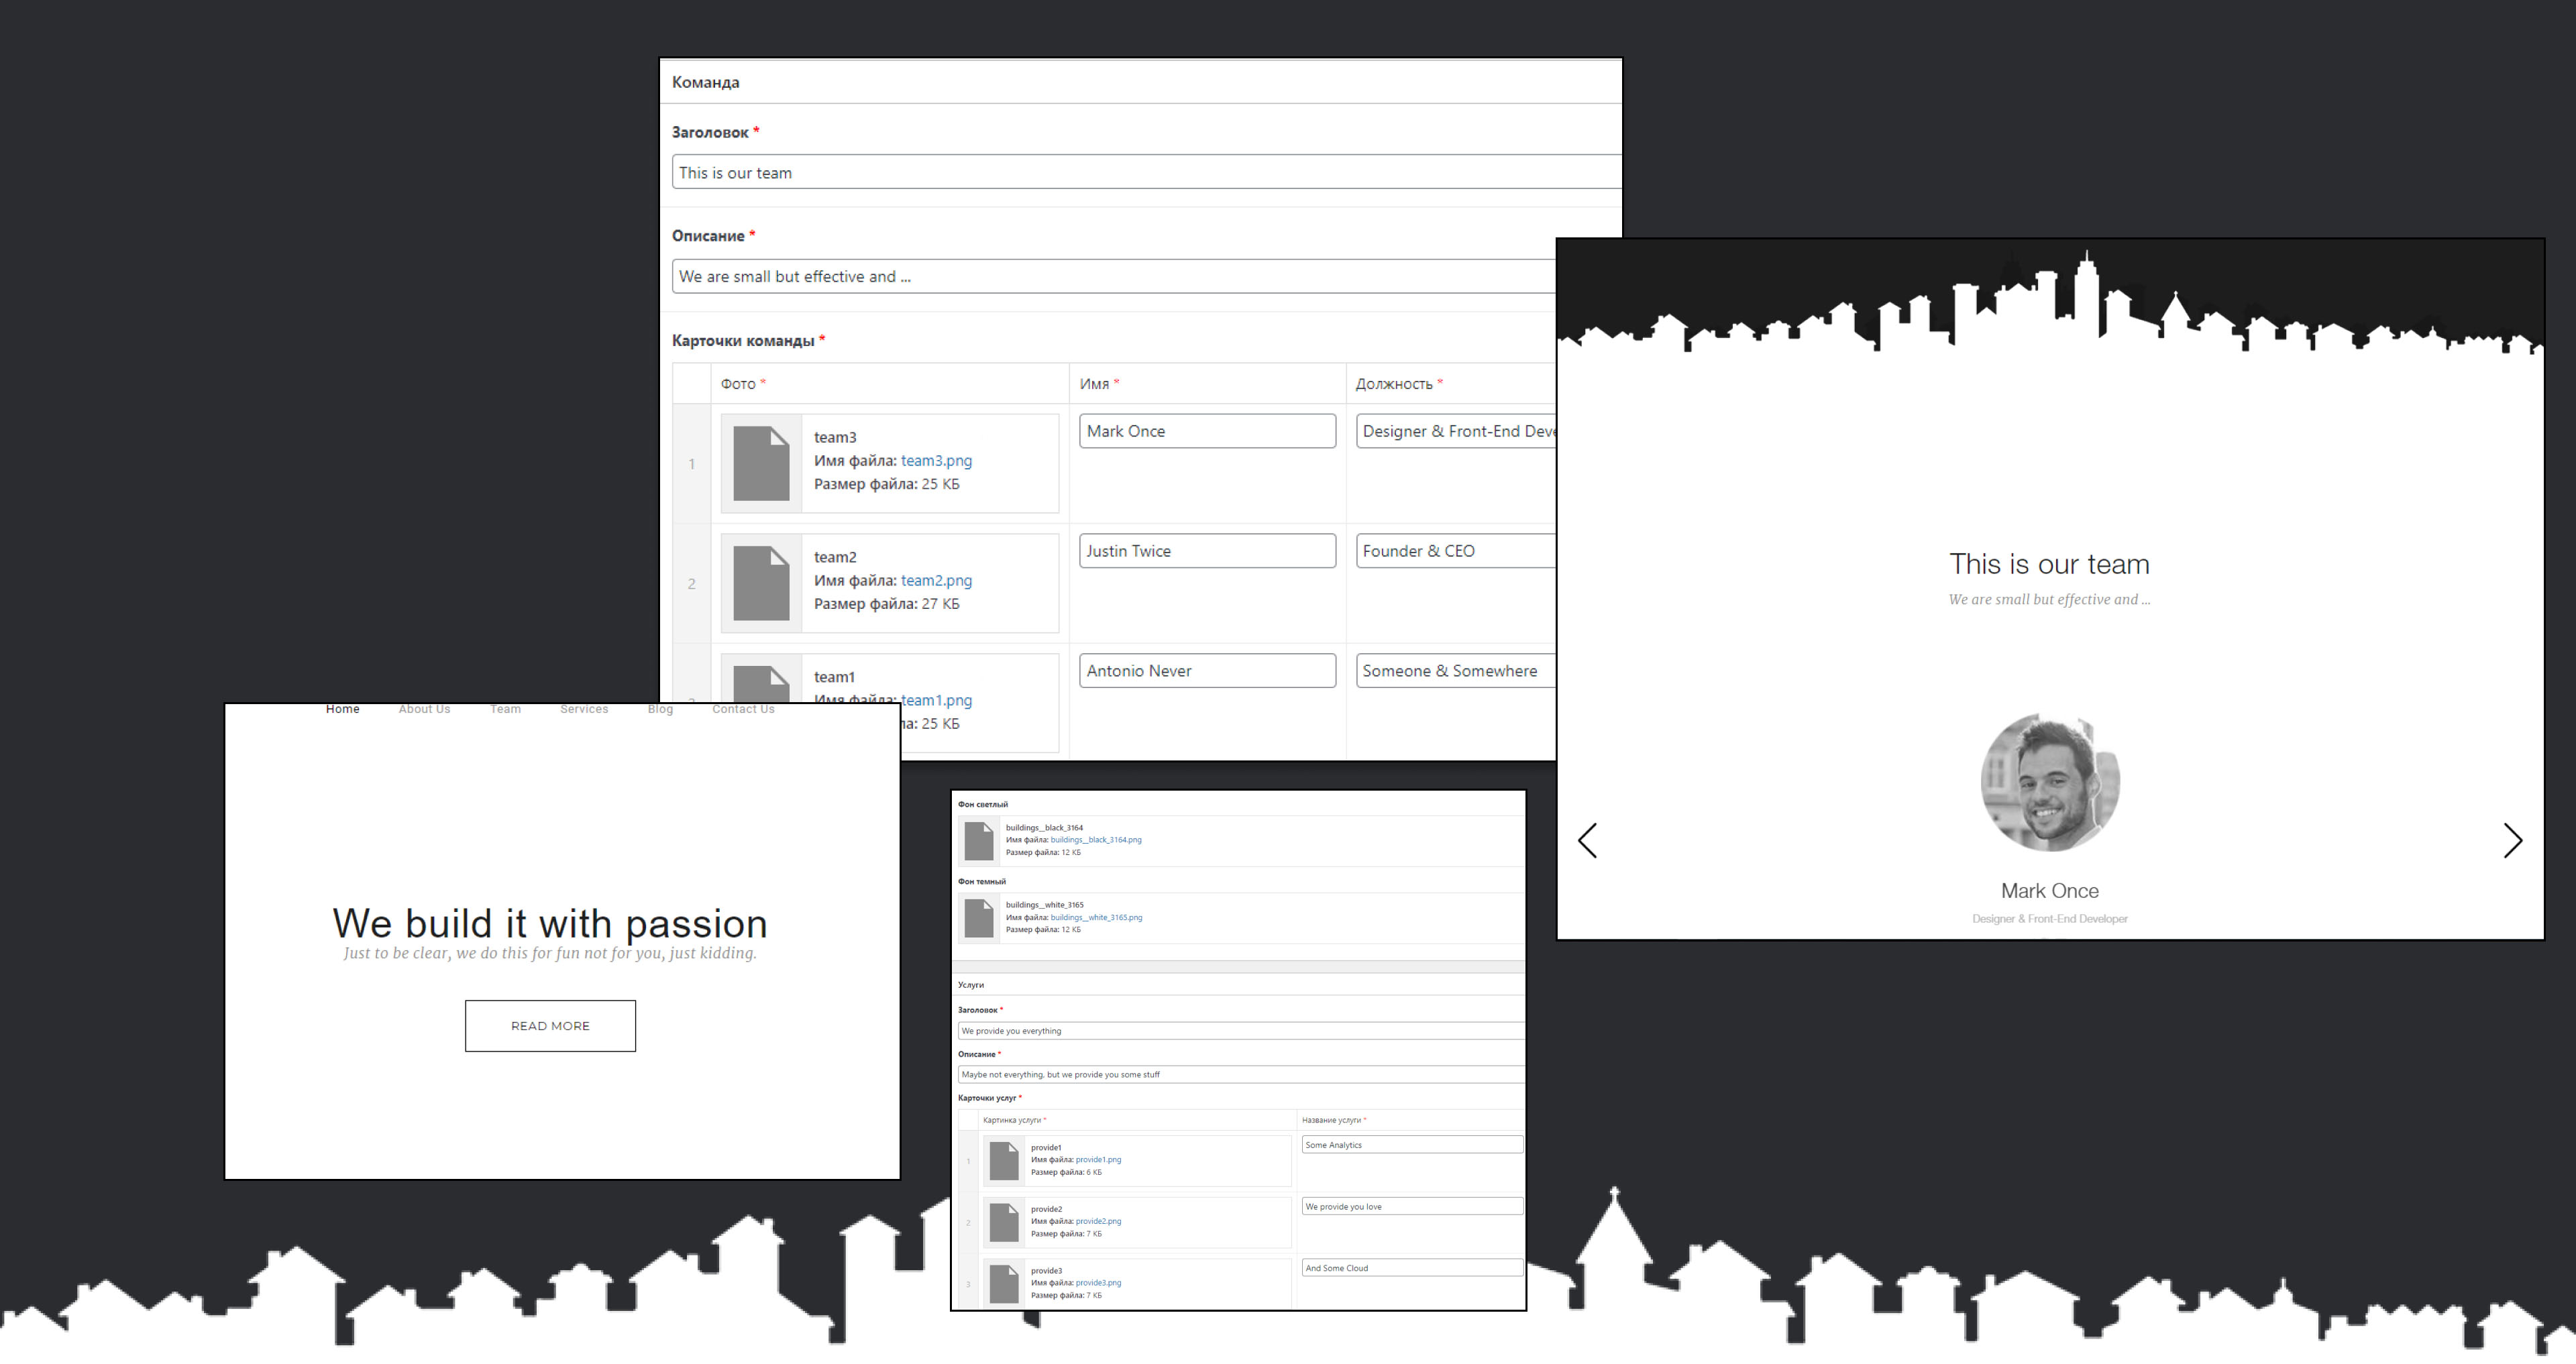 Команда
Заголовок *
This is our team
Описание *
We are small but effective and ...
Карточки команды *
Фото * Имя * Должность *
1
team3
Имя файла: team3.png
Размер файла: 25 КБ
Mark Once
Designer & Front-End Deve
2
team2
Имя файла: team2.png
Размер файла: 27 КБ
Justin Twice
Founder & CEO
team1
Имя файла: team1.png
ла: 25 КБ
Antonio Never
Someone & Somewhere
This is our team
We are small but effective and ...
Mark Once
Designer & Front-End Developer
Home About Us Team Services Blog Contact Us
We build it with passion
Just to be clear, we do this for fun not for you, just kidding.
READ MORE
Фон светлый
buildings__black_3164
Имя файла: buildings__black_3164.png
Размер файла: 12 КБ
Фон темный
buildings__white_3165
Имя файла: buildings__white_3165.png
Размер файла: 12 КБ
Услуги
Заголовок *
We provide you everything
Описание *
Maybe not everything, but we provide you some stuff
Карточки услуг *
Картинка услуги * Название услуги *
1
provide1
Имя файла: provide1.png
Размер файла: 6 КБ
Some Analytics
2
provide2
Имя файла: provide2.png
Размер файла: 7 КБ
We provide you love
3
provide3
Имя файла: provide3.png
Размер файла: 7 КБ
And Some Cloud